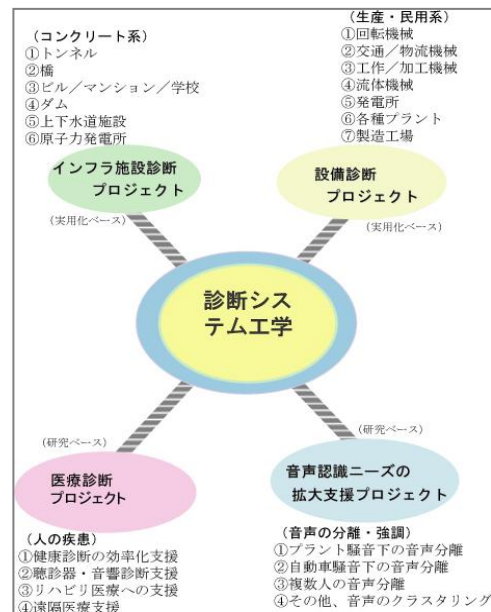 （コンクリート系）
①トンネル
②橋
③ビル／マンション／学校
④ダム
⑤上下水道施設
⑥原子力発電所
インフラ施設診断
プロジェクト
（実用化ベース）
（生産・民用系）
①回転機械
②交通／物流機械
③工作／加工機械
④流体機械
⑤発電所
⑥各種プラント
⑦製造工場
設備診断
プロジェクト
（実用化ベース）
診断シス
テム工学
（研究ベース）
医療診断
プロジェクト
（人の疾患）
①健康診断の効率化支援
②聴診器・音響診断支援
③リハビリ医療への支援
④遠隔医療支援
（研究ベース）
音声認識ニーズの
拡大支援プロジェクト
（音声の分離・強調）
①プラント騒音下の音声分離
②自動車騒音下の音声分離
③複数人の音声分離
④その他、音声のクラスタリング